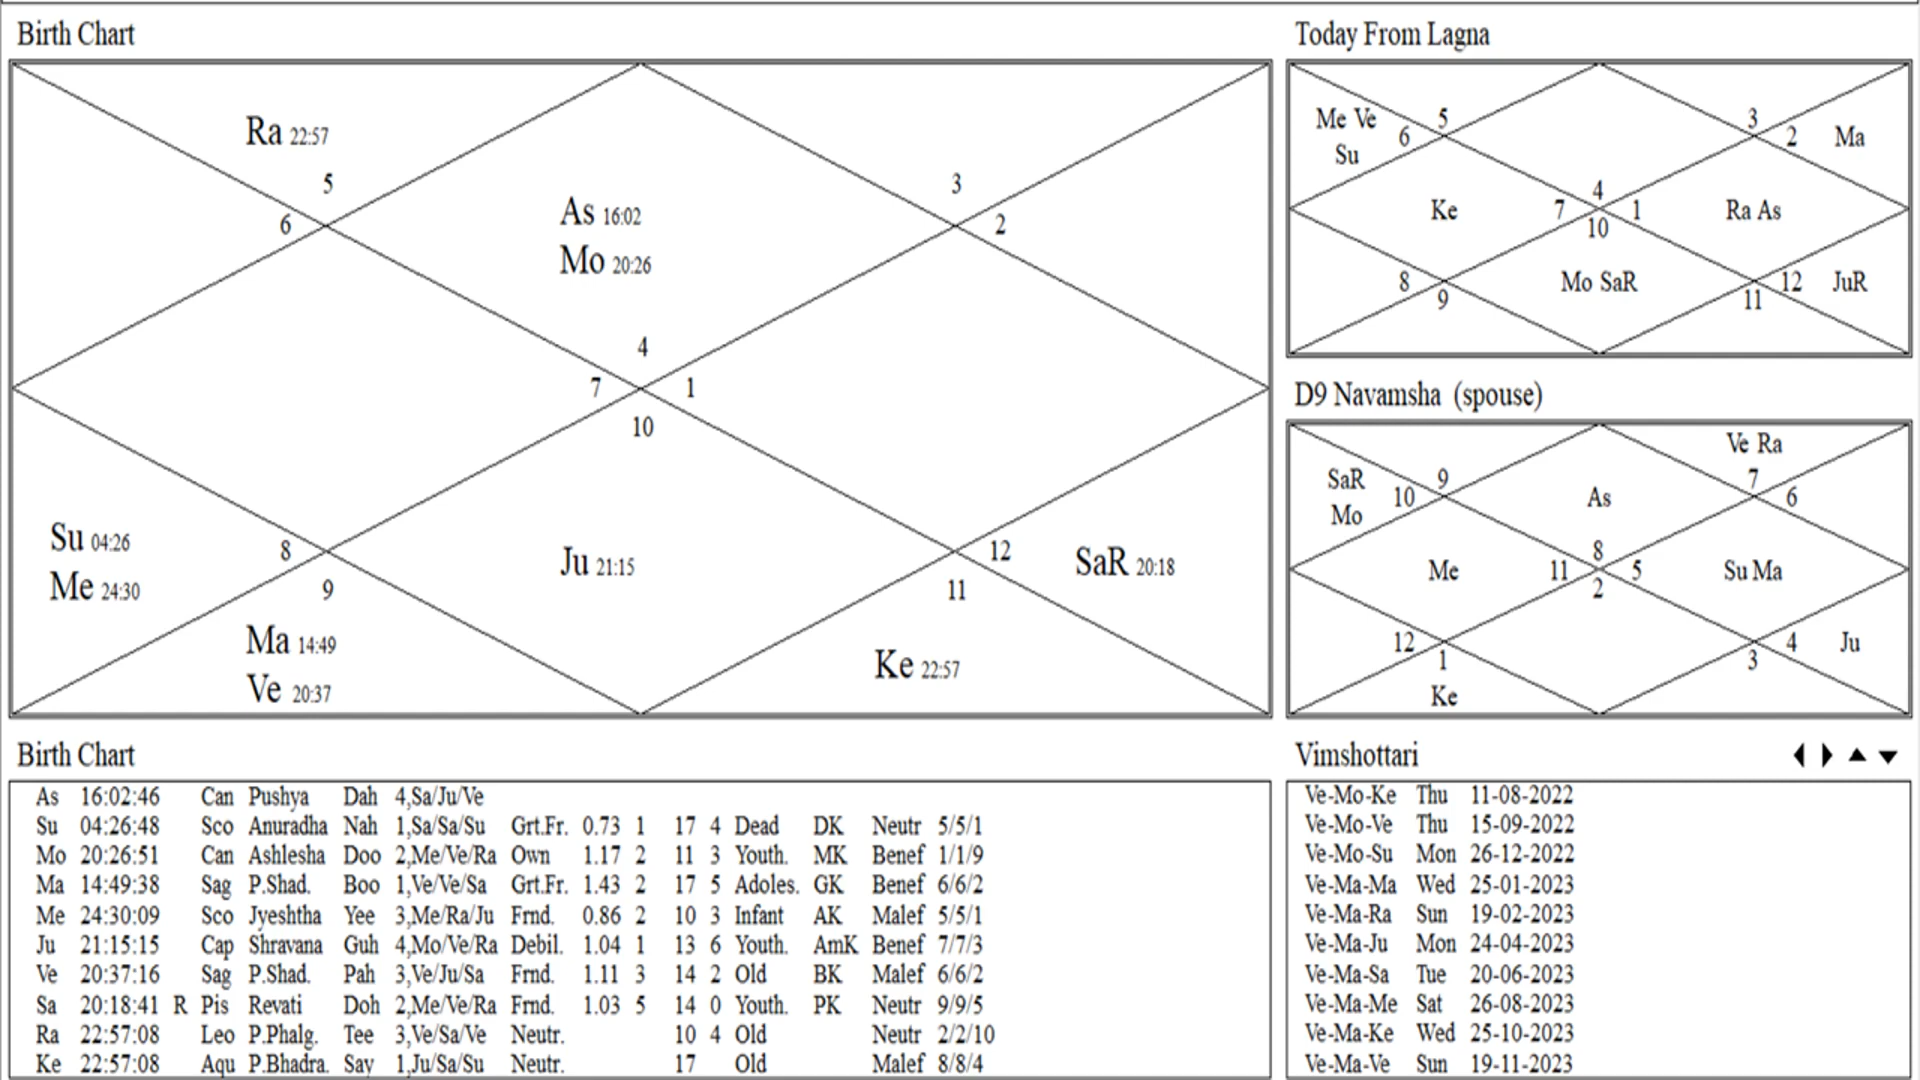 Birth Chart
Ra 22:57
5
6
As 16:02
Mo 20:26
3
2
4
7 1
10
Su 04:26
Me 24:30
8
9
Ma 14:49
Ve 20:37
Ju 21:15
12
11
SaR 20:18
Ke 22:57
Today From Lagna
Me Ve
Su
5
6
3
2
Ma
Ke
4
7 1
10
Ra As
8
9
Mo SaR
12
11
JuR
D9 Navamsha (spouse)
Ve Ra
SaR
Mo
9
10
As
7
6
Me
8
11 5
2
Su Ma
12
1
Ke
4
3
Ju
Birth Chart
As 16:02:46 Can Pushya Dah 4,Sa/Ju/Ve
Su 04:26:48 Sco Anuradha Nah 1,Sa/Sa/Su Grt.Fr. 0.73 1 17 4 Dead DK Neutr 5/5/1
Mo 20:26:51 Can Ashlesha Doo 2,Me/Ve/Ra Own 1.17 2 11 3 Youth. MK Benef 1/1/9
Ma 14:49:38 Sag P.Shad. Boo 1,Ve/Ve/Sa Grt.Fr. 1.43 2 17 5 Adoles. GK Benef 6/6/2
Me 24:30:09 Sco Jyeshtha Yee 3,Me/Ra/Ju Frnd. 0.86 2 10 3 Infant AK Malef 5/5/1
Ju 21:15:15 Cap Shravana Guh 4,Mo/Ve/Ra Debil. 1.04 1 13 6 Youth. AmK Benef 7/7/3
Ve 20:37:16 Sag P.Shad. Pah 3,Ve/Ju/Sa Frnd. 1.11 3 14 2 Old BK Malef 6/6/2
Sa 20:18:41 R Pis Revati Doh 2,Me/Ve/Ra Frnd. 1.03 5 14 0 Youth. PK Neutr 9/9/5
Ra 22:57:08 Leo P.Phalg. Tee 3,Ve/Sa/Ve Neutr. 10 4 Old Neutr 2/2/10
Ke 22:57:08 Aqu P.Bhadra. Say 1,Ju/Sa/Su Neutr. 17 Old Malef 8/8/4
Vimshottari
Ve-Mo-Ke Thu 11-08-2022
Ve-Mo-Ve Thu 15-09-2022
Ve-Mo-Su Mon 26-12-2022
Ve-Ma-Ma Wed 25-01-2023
Ve-Ma-Ra Sun 19-02-2023
Ve-Ma-Ju Mon 24-04-2023
Ve-Ma-Sa Tue 20-06-2023
Ve-Ma-Me Sat 26-08-2023
Ve-Ma-Ke Wed 25-10-2023
Ve-Ma-Ve Sun 19-11-2023